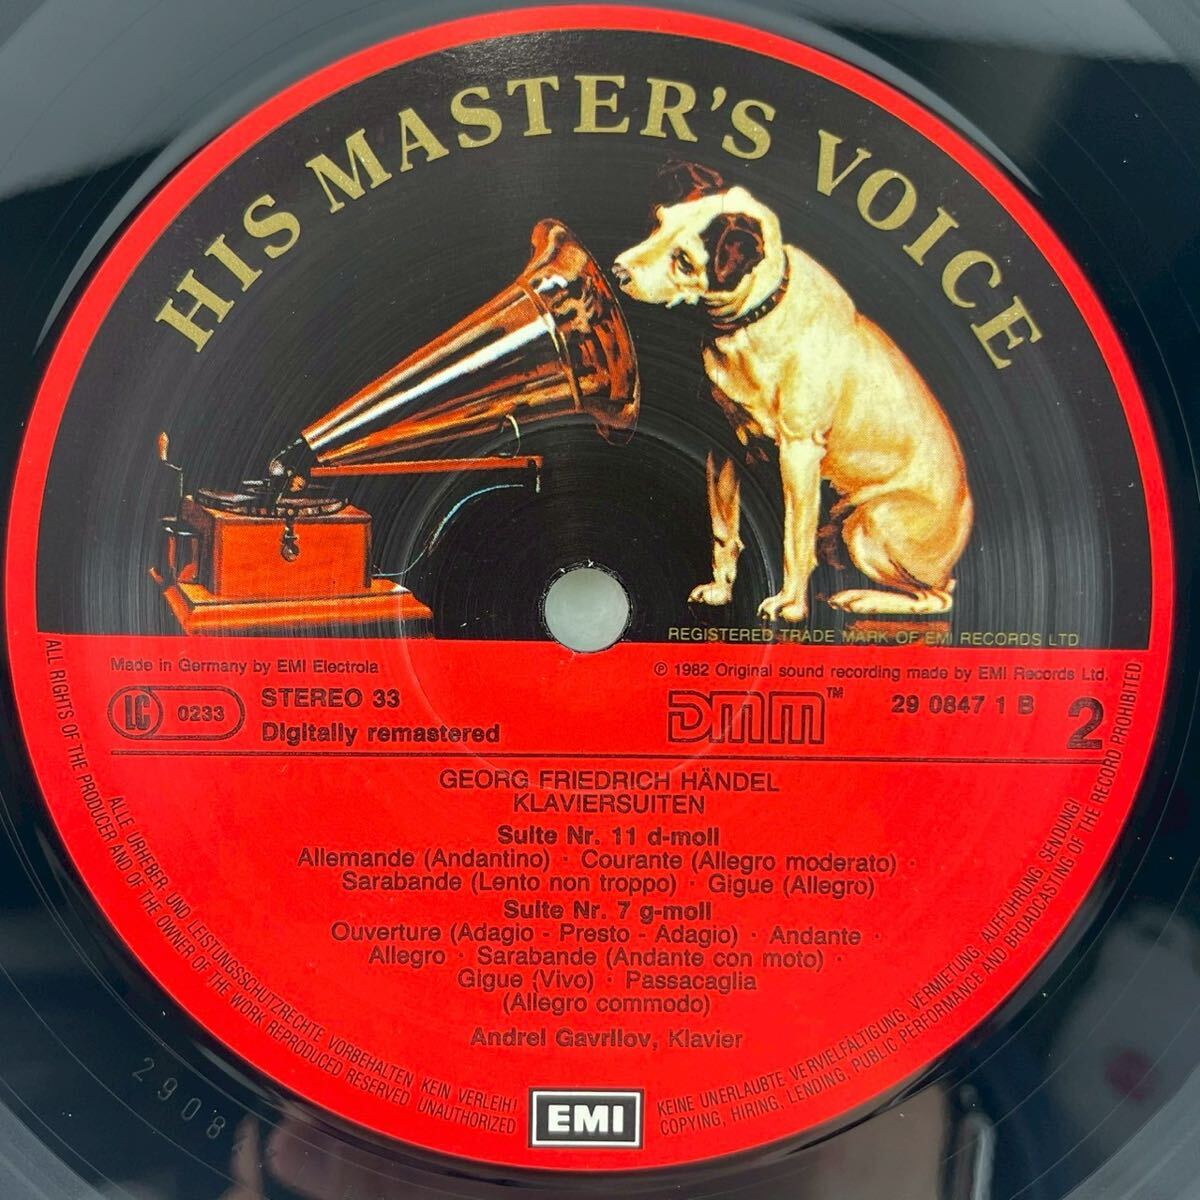 HIS MASTER'S VOICE
REGISTERED TRADE MARK OF EMI RECORDS LTD
Made in Germany by EMI Electrola
℗ 1982 Original sound recording made by EMI Records Ltd.
LC 0233
STEREO 33
Digitally remastered
DMM™
29 0847 1 B
2
GEORG FRIEDRICH HÄNDEL
KLAVIERSUITEN
Suite Nr. 11 d-moll
Allemande (Andantino) · Courante (Allegro moderato) ·
Sarabande (Lento non troppo) · Gigue (Allegro)
Suite Nr. 7 g-moll
Ouverture (Adagio - Presto - Adagio) · Andante ·
Allegro · Sarabande (Andante con moto) ·
Gigue (Vivo) · Passacaglia
(Allegro commodo)
Andrei Gavrilov, Klavier
EMI
ALLE URHEBER- UND LEISTUNGSSCHUTZRECHTE VORBEHALTEN KEIN VERLEIH! KEINE UNERLAUBTE VERVIELFÄLTIGUNG, VERMIETUNG, AUFFÜHRUNG, SENDUNG!
ALL RIGHTS OF THE PRODUCER AND OF THE OWNER OF THE WORK REPRODUCED RESERVED UNAUTHORIZED COPYING, HIRING, LENDING, PUBLIC PERFORMANCE AND BROADCASTING OF THE RECORD PROHIBITED
2908